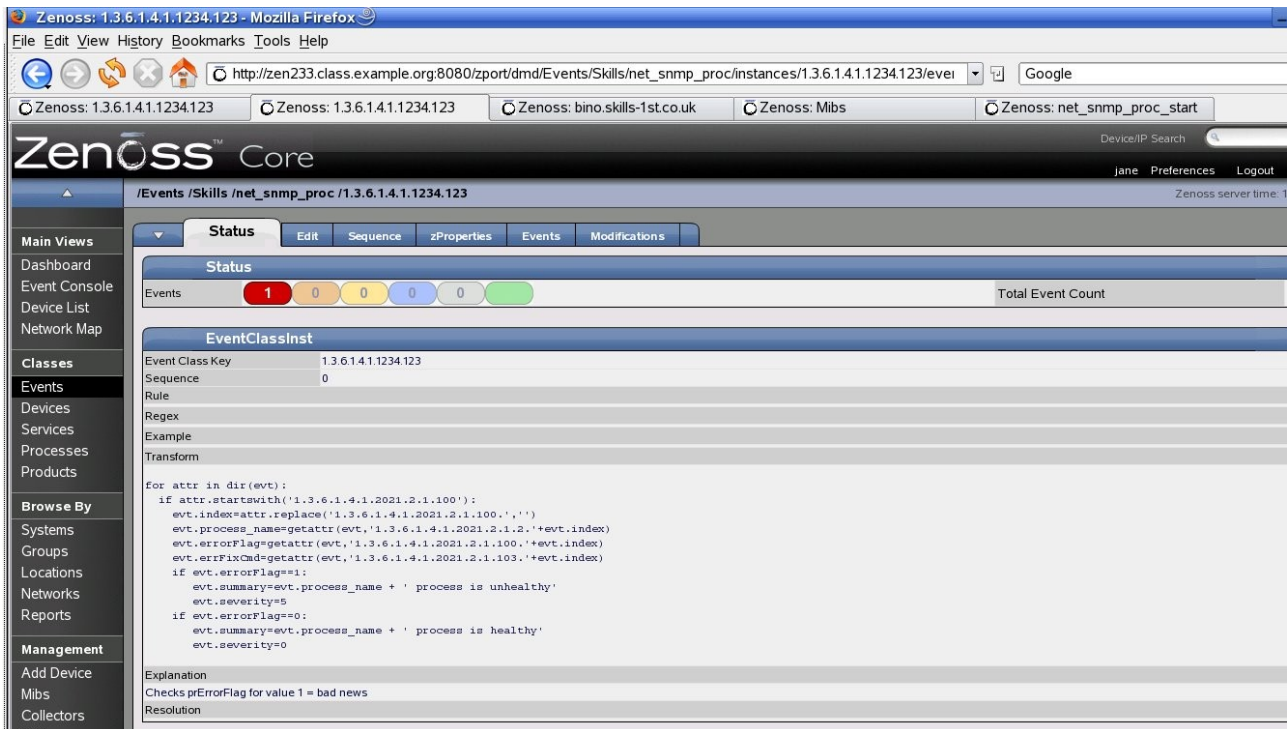 Zenoss: 1.3.6.1.4.1.1234.123 - Mozilla Firefox
File Edit View History Bookmarks Tools Help
http://zen233.class.example.org:8080/zport/dmd/Events/Skills/net_snmp_proc/instances/1.3.6.1.4.1.1234.123/ever Google
Zenoss: 1.3.6.1.4.1.1234.123 Zenoss: 1.3.6.1.4.1.1234.123 Zenoss: bino.skills-1st.co.uk Zenoss: Mibs Zenoss: net_snmp_proc_start
Zenoss™ Core
Device/IP Search
jane Preferences Logout
/Events /Skills /net_snmp_proc /1.3.6.1.4.1.1234.123
Zenoss server time: 1
Main Views
Dashboard
Event Console
Device List
Network Map
Classes
Events
Devices
Services
Processes
Products
Browse By
Systems
Groups
Locations
Networks
Reports
Management
Add Device
Mibs
Collectors
Status Edit Sequence zProperties Events Modifications
Status
Events 1 0 0 0 0 Total Event Count
EventClassInst
Event Class Key 1.3.6.1.4.1.1234.123
Sequence 0
Rule
Regex
Example
Transform
for attr in dir(evt):
if attr.startswith('1.3.6.1.4.1.2021.2.1.100'):
evt.index=attr.replace('1.3.6.1.4.1.2021.2.1.100.','')
evt.process_name=getattr(evt,'1.3.6.1.4.1.2021.2.1.2.'+evt.index)
evt.errorFlag=getattr(evt,'1.3.6.1.4.1.2021.2.1.100.'+evt.index)
evt.errFixCmd=getattr(evt,'1.3.6.1.4.1.2021.2.1.103.'+evt.index)
if evt.errorFlag==1:
evt.summary=evt.process_name + ' process is unhealthy'
evt.severity=5
if evt.errorFlag==0:
evt.summary=evt.process_name + ' process is healthy'
evt.severity=0
Explanation
Checks prErrorFlag for value 1 = bad news
Resolution